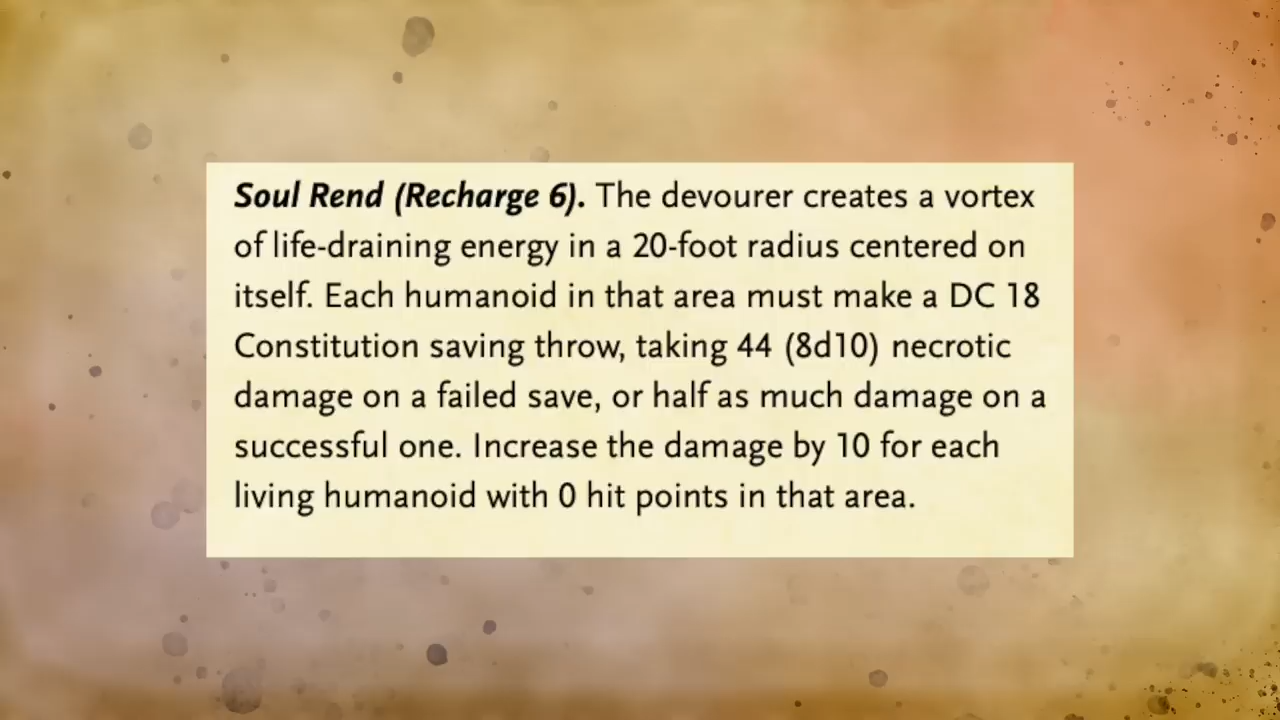 Soul Rend (Recharge 6). The devourer creates a vortex
of life-draining energy in a 20-foot radius centered on
itself. Each humanoid in that area must make a DC 18
Constitution saving throw, taking 44 (8d10) necrotic
damage on a failed save, or half as much damage on a
successful one. Increase the damage by 10 for each
living humanoid with 0 hit points in that area.